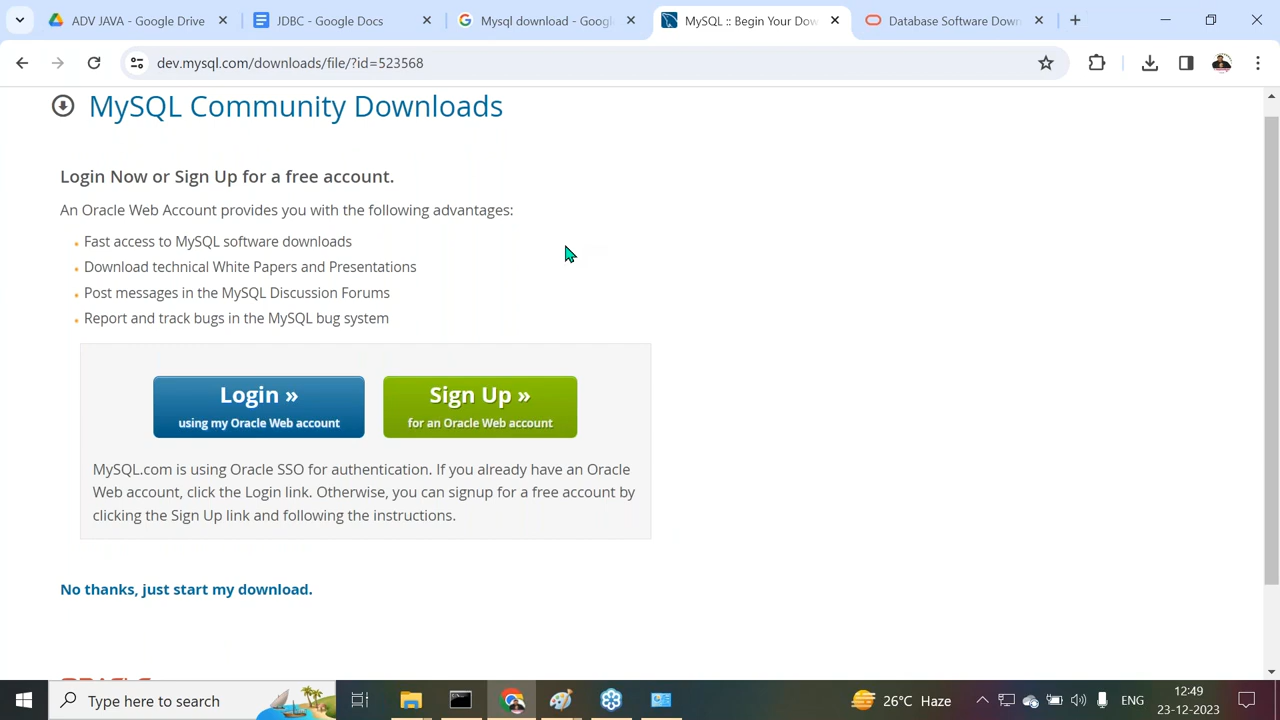 ADV JAVA - Google Drive
JDBC - Google Docs
Mysql download - Goog
MySQL :: Begin Your Dow
Database Software Down
dev.mysql.com/downloads/file/?id=523568
MySQL Community Downloads
Login Now or Sign Up for a free account.
An Oracle Web Account provides you with the following advantages:
Fast access to MySQL software downloads
Download technical White Papers and Presentations
Post messages in the MySQL Discussion Forums
Report and track bugs in the MySQL bug system
Login »
using my Oracle Web account
Sign Up »
for an Oracle Web account
MySQL.com is using Oracle SSO for authentication. If you already have an Oracle
Web account, click the Login link. Otherwise, you can signup for a free account by
clicking the Sign Up link and following the instructions.
No thanks, just start my download.
Type here to search
26°C Haze
ENG
12:49
23-12-2023